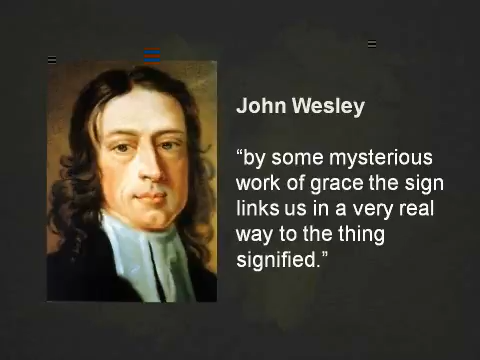 John Wesley
“by some mysterious
work of grace the sign
links us in a very real
way to the thing
signified.”